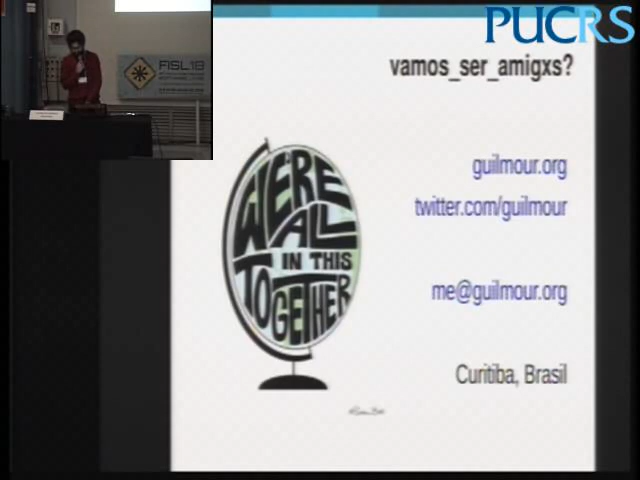 PUCRS
vamos_ser_amigxs?
FISL18
guilmour.org
twitter.com/guilmour
WE'RE
ALL
IN THIS
TOGETHER
me@guilmour.org
Curitiba, Brasil